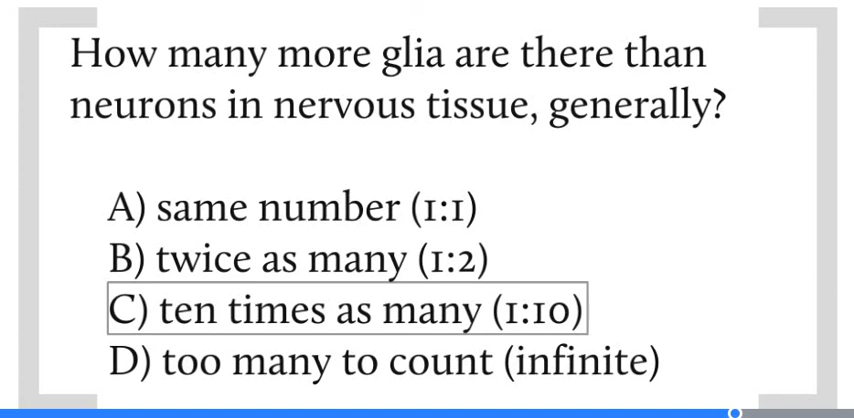 How many more glia are there than
neurons in nervous tissue, generally?
A) same number (1:1)
B) twice as many (1:2)
C) ten times as many (1:10)
D) too many to count (infinite)